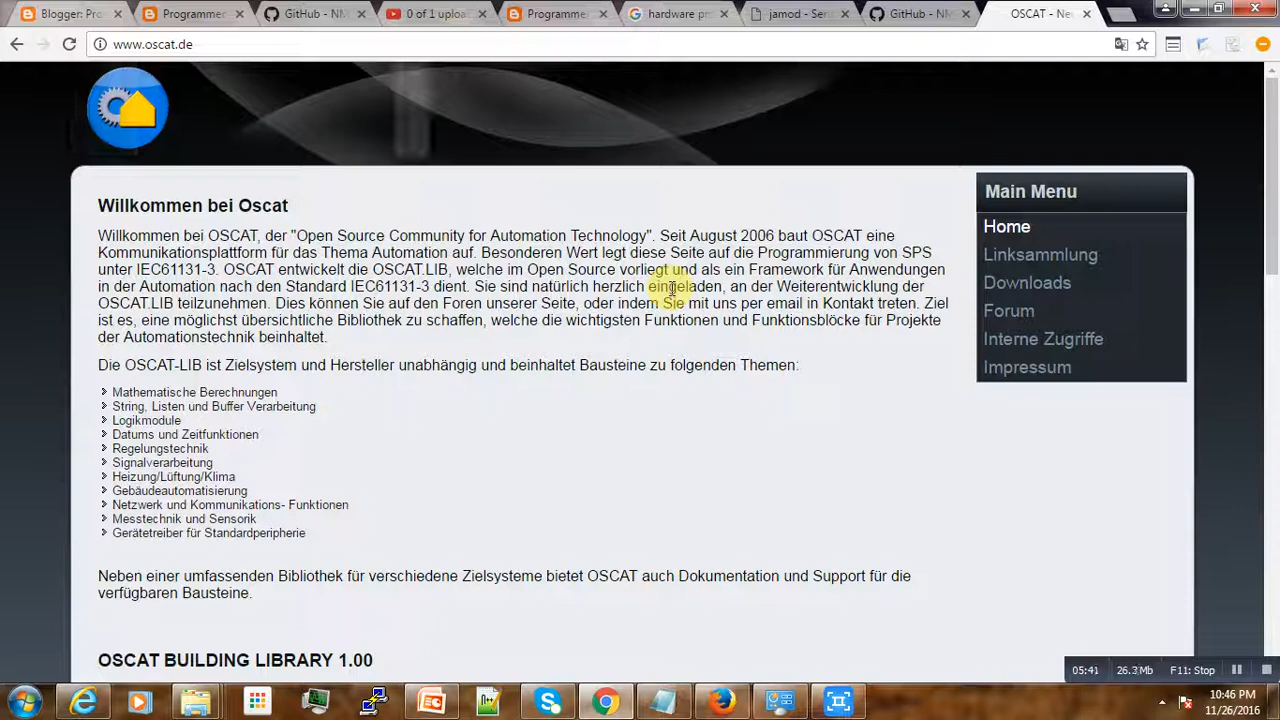 Blogger: Pro
Programmer
GitHub - NM
0 of 1 uploa
Programmer
hardware pr
jamod - Sen
GitHub - NM
OSCAT - Ne
www.oscat.de
Willkommen bei Oscat
Willkommen bei OSCAT, der "Open Source Community for Automation Technology". Seit August 2006 baut OSCAT eine
Kommunikationsplattform für das Thema Automation auf. Besonderen Wert legt diese Seite auf die Programmierung von SPS
unter IEC61131-3. OSCAT entwickelt die OSCAT.LIB, welche im Open Source vorliegt und als ein Framework für Anwendungen
in der Automation nach den Standard IEC61131-3 dient. Sie sind natürlich herzlich eingeladen, an der Weiterentwicklung der
OSCAT.LIB teilzunehmen. Dies können Sie auf den Foren unserer Seite, oder indem Sie mit uns per email in Kontakt treten. Ziel
ist es, eine möglichst übersichtliche Bibliothek zu schaffen, welche die wichtigsten Funktionen und Funktionsblöcke für Projekte
der Automationstechnik beinhaltet.
Die OSCAT-LIB ist Zielsystem und Hersteller unabhängig und beinhaltet Bausteine zu folgenden Themen:
Mathematische Berechnungen
String, Listen und Buffer Verarbeitung
Logikmodule
Datums und Zeitfunktionen
Regelungstechnik
Signalverarbeitung
Heizung/Lüftung/Klima
Gebäudeautomatisierung
Netzwerk und Kommunikations- Funktionen
Messtechnik und Sensorik
Gerätetreiber für Standardperipherie
Neben einer umfassenden Bibliothek für verschiedene Zielsysteme bietet OSCAT auch Dokumentation und Support für die
verfügbaren Bausteine.
OSCAT BUILDING LIBRARY 1.00
Main Menu
Home
Linksammlung
Downloads
Forum
Interne Zugriffe
Impressum
05:41 26.3MB F11: Stop
10:46 PM
11/26/2016